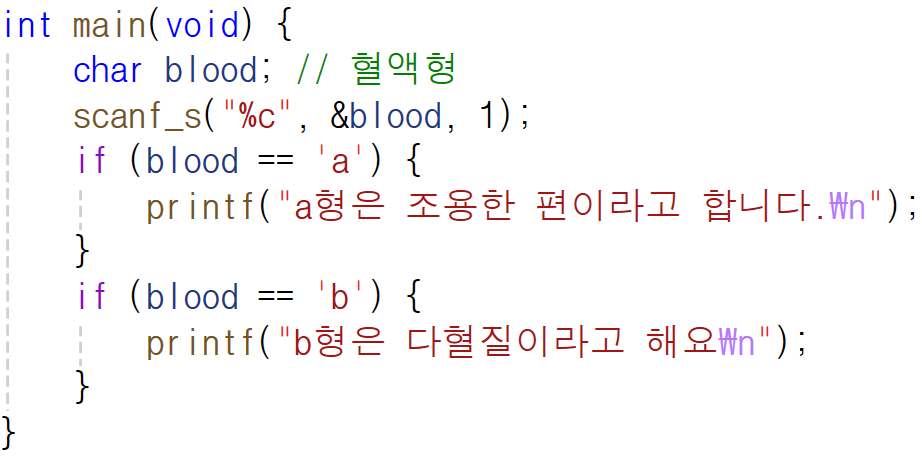 int main(void) {
char blood; // 혈액형
scanf_s("%c", &blood, 1);
if (blood == 'a') {
printf("a형은 조용한 편이라고 합니다.₩n");
}
if (blood == 'b') {
printf("b형은 다혈질이라고 해요₩n");
}
}